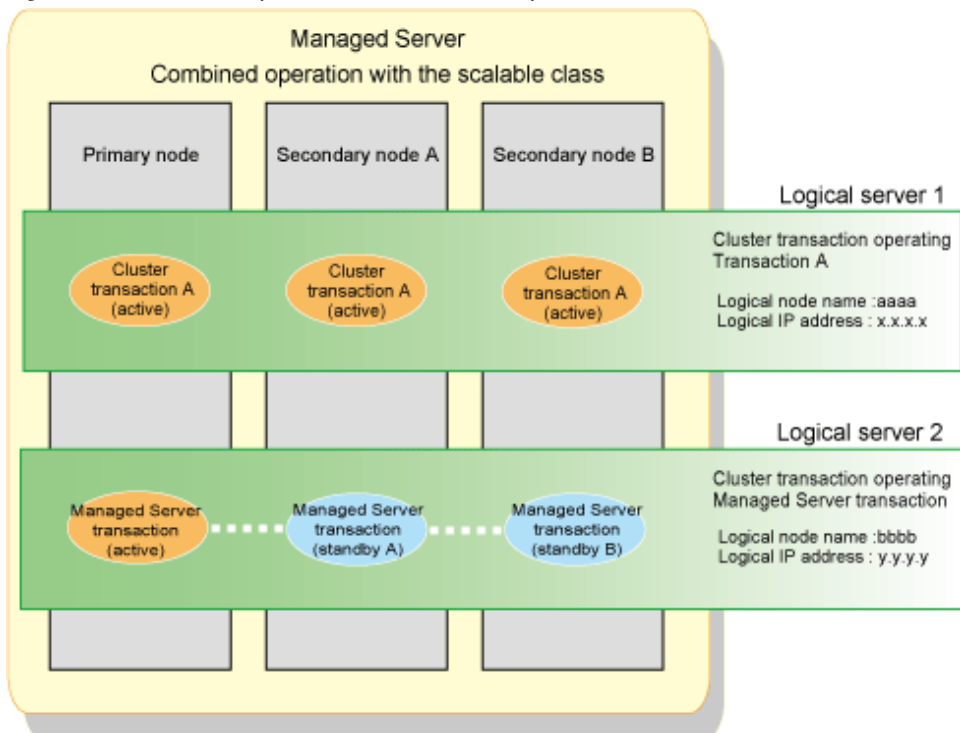 Managed Server
Combined operation with the scalable class
Primary node
Secondary node A
Secondary node B
Logical server 1
Cluster
transaction A
(active)
Cluster
transaction A
(active)
Cluster
transaction A
(active)
Cluster transaction operating
Transaction A
Logical node name :aaaa
Logical IP address : x.x.x.x
Logical server 2
Managed Server
transaction
(active)
Managed Server
transaction
(standby A)
Managed Server
transaction
(standby B)
Cluster transaction operating
Managed Server transaction
Logical node name :bbbb
Logical IP address : y.y.y.y